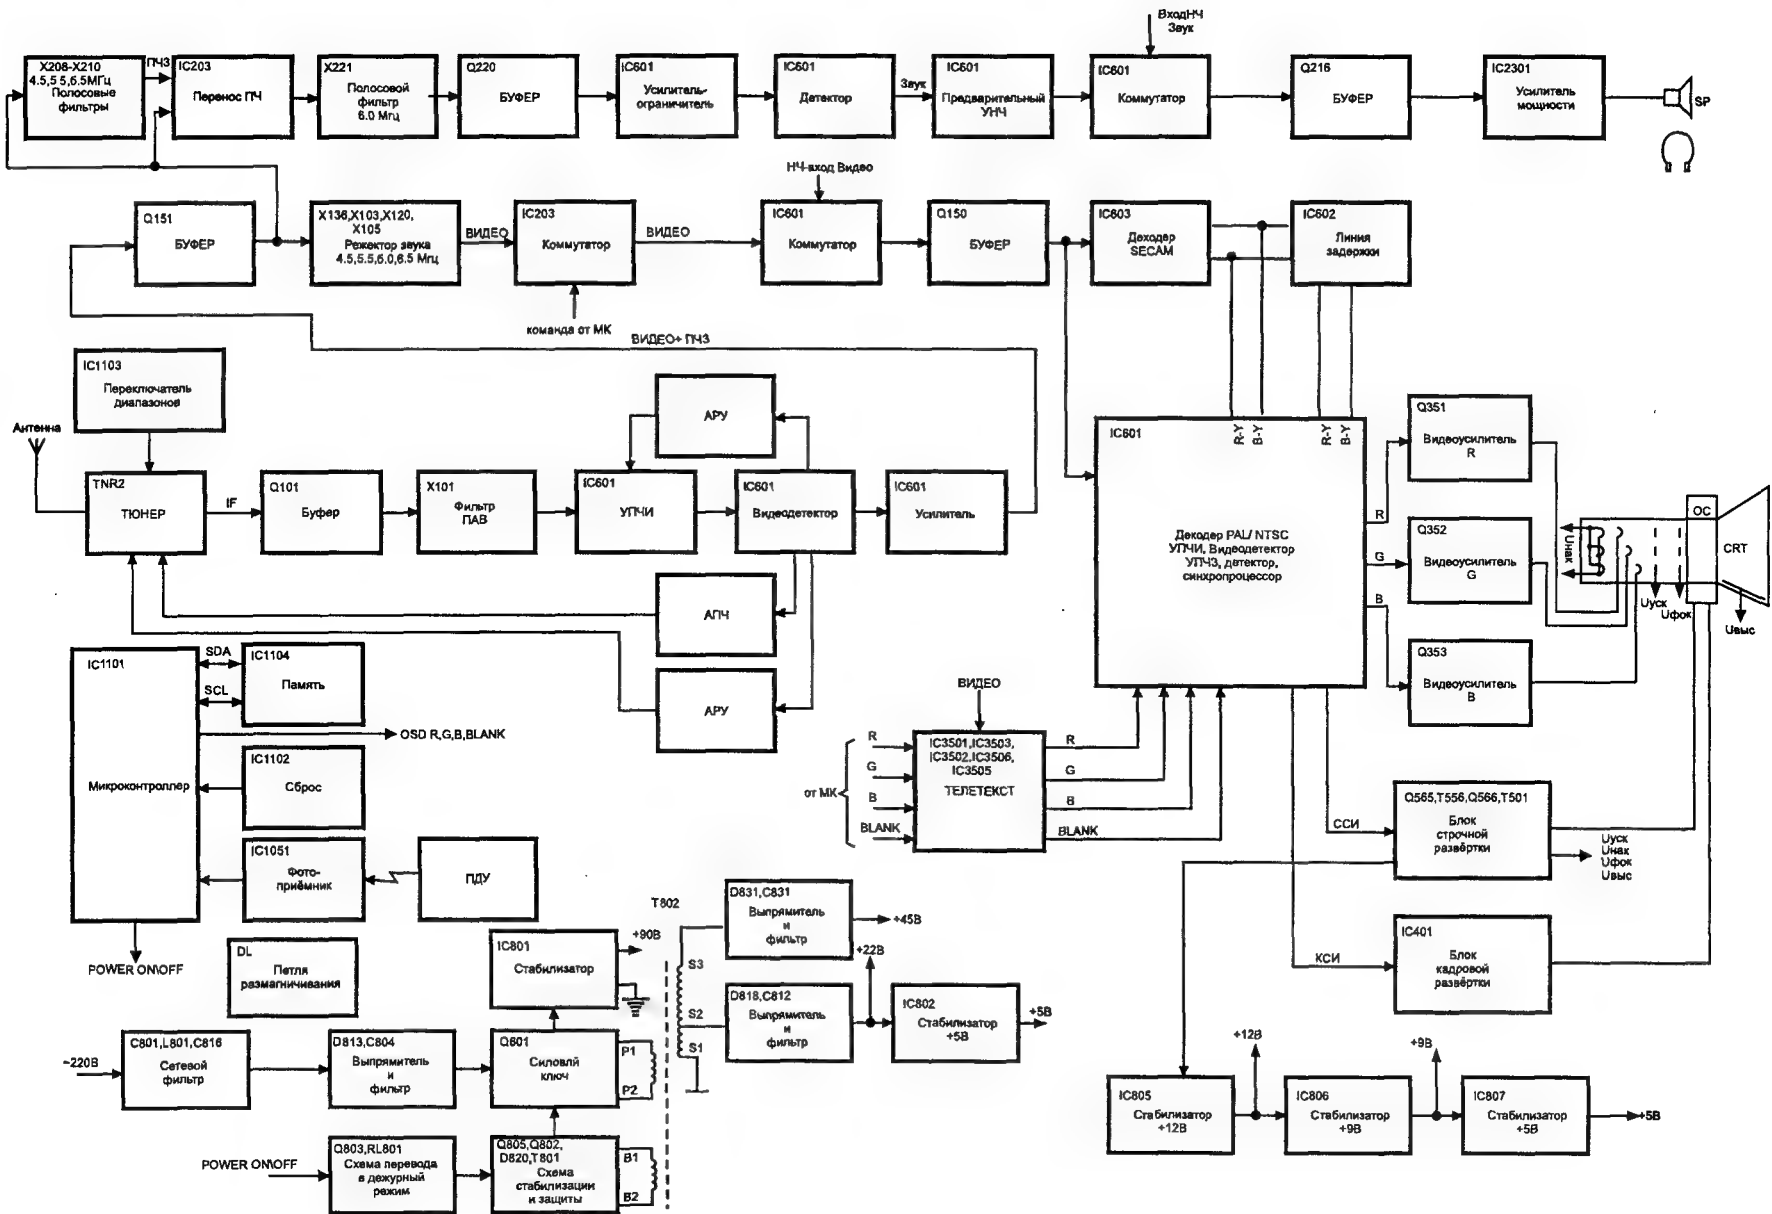 ВходНЧ
Звук
X208-X210
4.5,5 5,6.5МГц
Полосовые
фильтры
ПЧЗ
IC203
Перенос ПЧ
X221
Полосовой
фильтр
6.0 Мгц
Q220
БУФЕР
IC601
Усилитель-
ограничитель
IC601
Детектор
Звук
IC601
Предварительный
УНЧ
IC601
Коммутатор
Q216
БУФЕР
IC2301
Усилитель
мощности
SP
НЧ-вход Видео
Q151
БУФЕР
X136,X103,X120,
X105
Режектор звука
4.5,5.5,6.0,6.5 Мгц
ВИДЕО
IC203
Коммутатор
ВИДЕО
IC601
Коммутатор
Q150
БУФЕР
IC603
Деходер
SECAM
IC602
Линия
задержки
команда от МК
ВИДЕО+ ПЧЗ
IC1103
Переключатель
диапазонов
Антенна
TNR2
ТЮНЕР
IF
Q101
Буфер
X101
Фильтр
ПАВ
IC601
УПЧИ
АРУ
IC601
Видеодетектор
IC601
Усилитель
АПЧ
АРУ
IC601
R-Y
B-Y
R-Y
B-Y
Декодер PAL/ NTSC
УПЧИ, Видеодетектор
УПЧЗ, детектор,
синхропроцессор
R
G
B
Q351
Видеоусилитель
R
Q352
Видеоусилитель
G
Q353
Видеоусилитель
B
Uнак
ОС
CRT
Uуск
Uфок
Uвыс
IC1101
Микроконтроллер
SDA
SCL
IC1104
Память
OSD R,G,B,BLANK
IC1102
Сброс
IC1051
Фото-
приёмник
ПДУ
POWER ON\OFF
DL
Петля
размагничивания
ВИДЕО
от МК
R
G
B
BLANK
IC3501,IC3503,
IC3502,IC3506,
IC3505
ТЕЛЕТЕКСТ
R
G
B
BLANK
ССИ
Q565,T556,Q566,T501
Блок
строчной
развёртки
Uуск
Uнак
Uфок
Uвыс
КСИ
IC401
Блок
кадровой
развёртки
T802
S3
S2
S1
D831,C831
Выпрямитель
и
фильтр
+45В
+22В
D818,C812
Выпрямитель
и
фильтр
IC802
Стабилизатор
+5В
+5В
IC801
Стабилизатор
+90В
~220В
C801,L801,C816
Сетевой
фильтр
D813,C804
Выпрямитель
и
фильтр
Q601
Силовлй
ключ
P1
P2
POWER ON\OFF
Q803,RL801
Схема перевода
в дежурный
режим
Q805,Q802,
D820,T801
Схема
стабилизации
и защиты
B1
B2
IC805
Стабилизатор
+12В
+12В
IC806
Стабилизатор
+9В
+9В
IC807
Стабилизатор
+5В
+5В